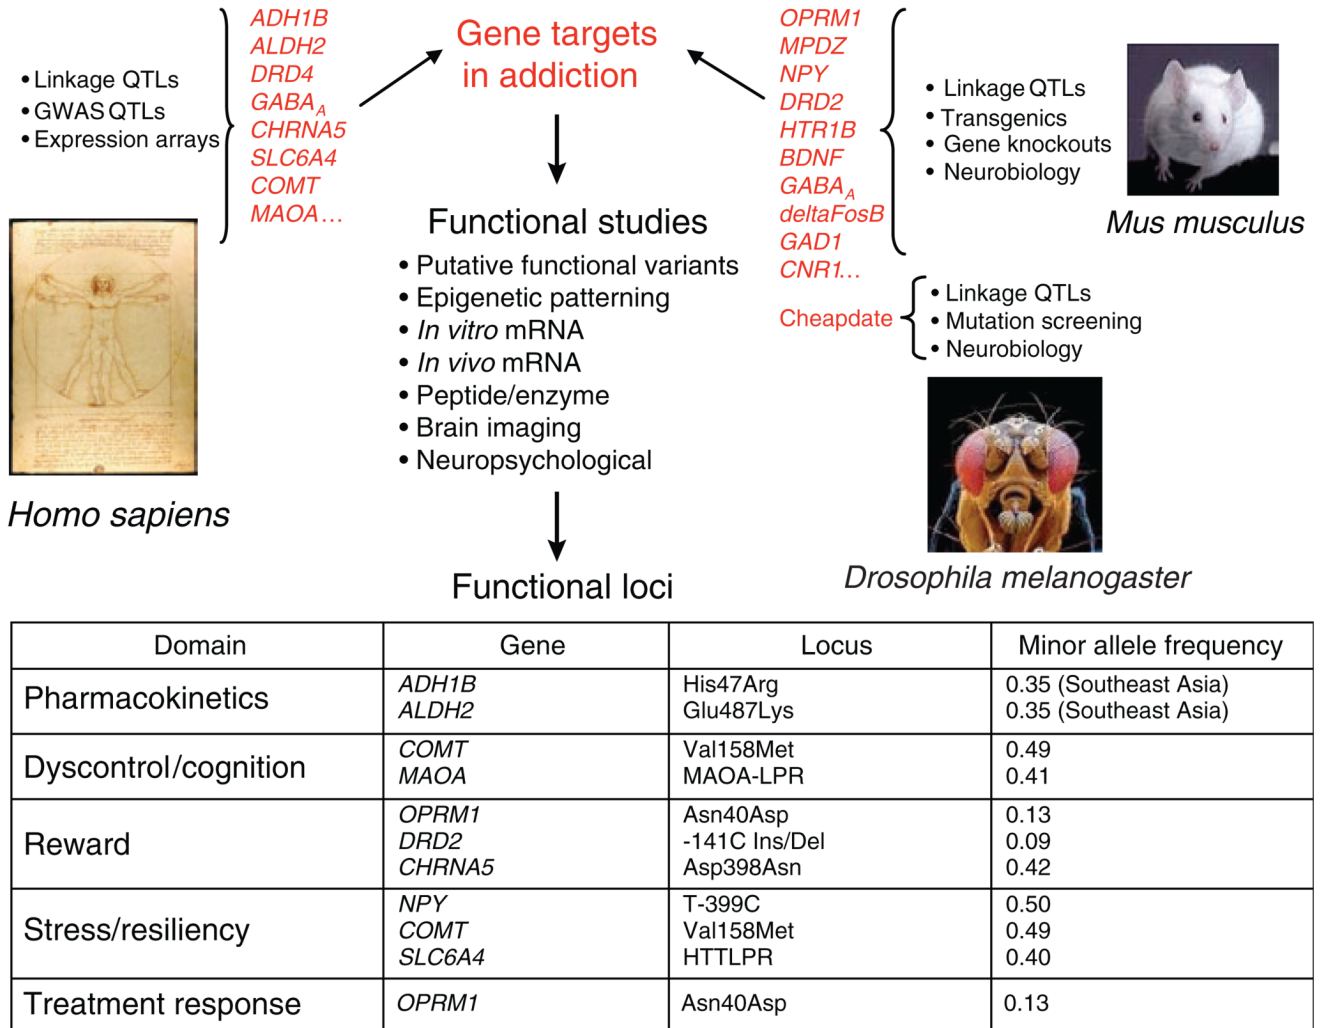 Gene targets
in addiction
• Linkage QTLs
• GWAS QTLs
• Expression arrays
ADH1B
ALDH2
DRD4
GABAA
CHRNA5
SLC6A4
COMT
MAOA…
Homo sapiens
OPRM1
MPDZ
NPY
DRD2
HTR1B
BDNF
GABAA
deltaFosB
GAD1
CNR1…
• Linkage QTLs
• Transgenics
• Gene knockouts
• Neurobiology
Mus musculus
Cheapdate
• Linkage QTLs
• Mutation screening
• Neurobiology
Drosophila melanogaster
Functional studies
• Putative functional variants
• Epigenetic patterning
• In vitro mRNA
• In vivo mRNA
• Peptide/enzyme
• Brain imaging
• Neuropsychological
Functional loci
Domain Gene Locus Minor allele frequency
Pharmacokinetics
ADH1B His47Arg 0.35 (Southeast Asia)
ALDH2 Glu487Lys 0.35 (Southeast Asia)
Dyscontrol/cognition
COMT Val158Met 0.49
MAOA MAOA-LPR 0.41
Reward
OPRM1 Asn40Asp 0.13
DRD2 -141C Ins/Del 0.09
CHRNA5 Asp398Asn 0.42
Stress/resiliency
NPY T-399C 0.50
COMT Val158Met 0.49
SLC6A4 HTTLPR 0.40
Treatment response OPRM1 Asn40Asp 0.13